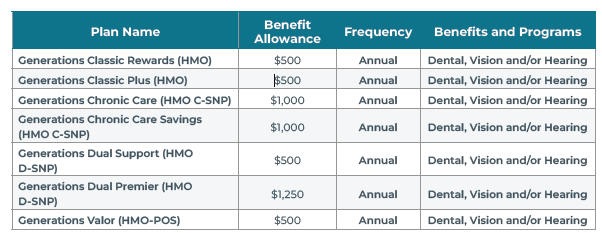 Plan Name Benefit Allowance Frequency Benefits and Programs
Generations Classic Rewards (HMO) $500 Annual Dental, Vision and/or Hearing
Generations Classic Plus (HMO) $500 Annual Dental, Vision and/or Hearing
Generations Chronic Care (HMO C-SNP) $1,000 Annual Dental, Vision and/or Hearing
Generations Chronic Care Savings
(HMO C-SNP) $1,000 Annual Dental, Vision and/or Hearing
Generations Dual Support (HMO
D-SNP) $500 Annual Dental, Vision and/or Hearing
Generations Dual Premier (HMO
D-SNP) $1,250 Annual Dental, Vision and/or Hearing
Generations Valor (HMO-POS) $500 Annual Dental, Vision and/or Hearing